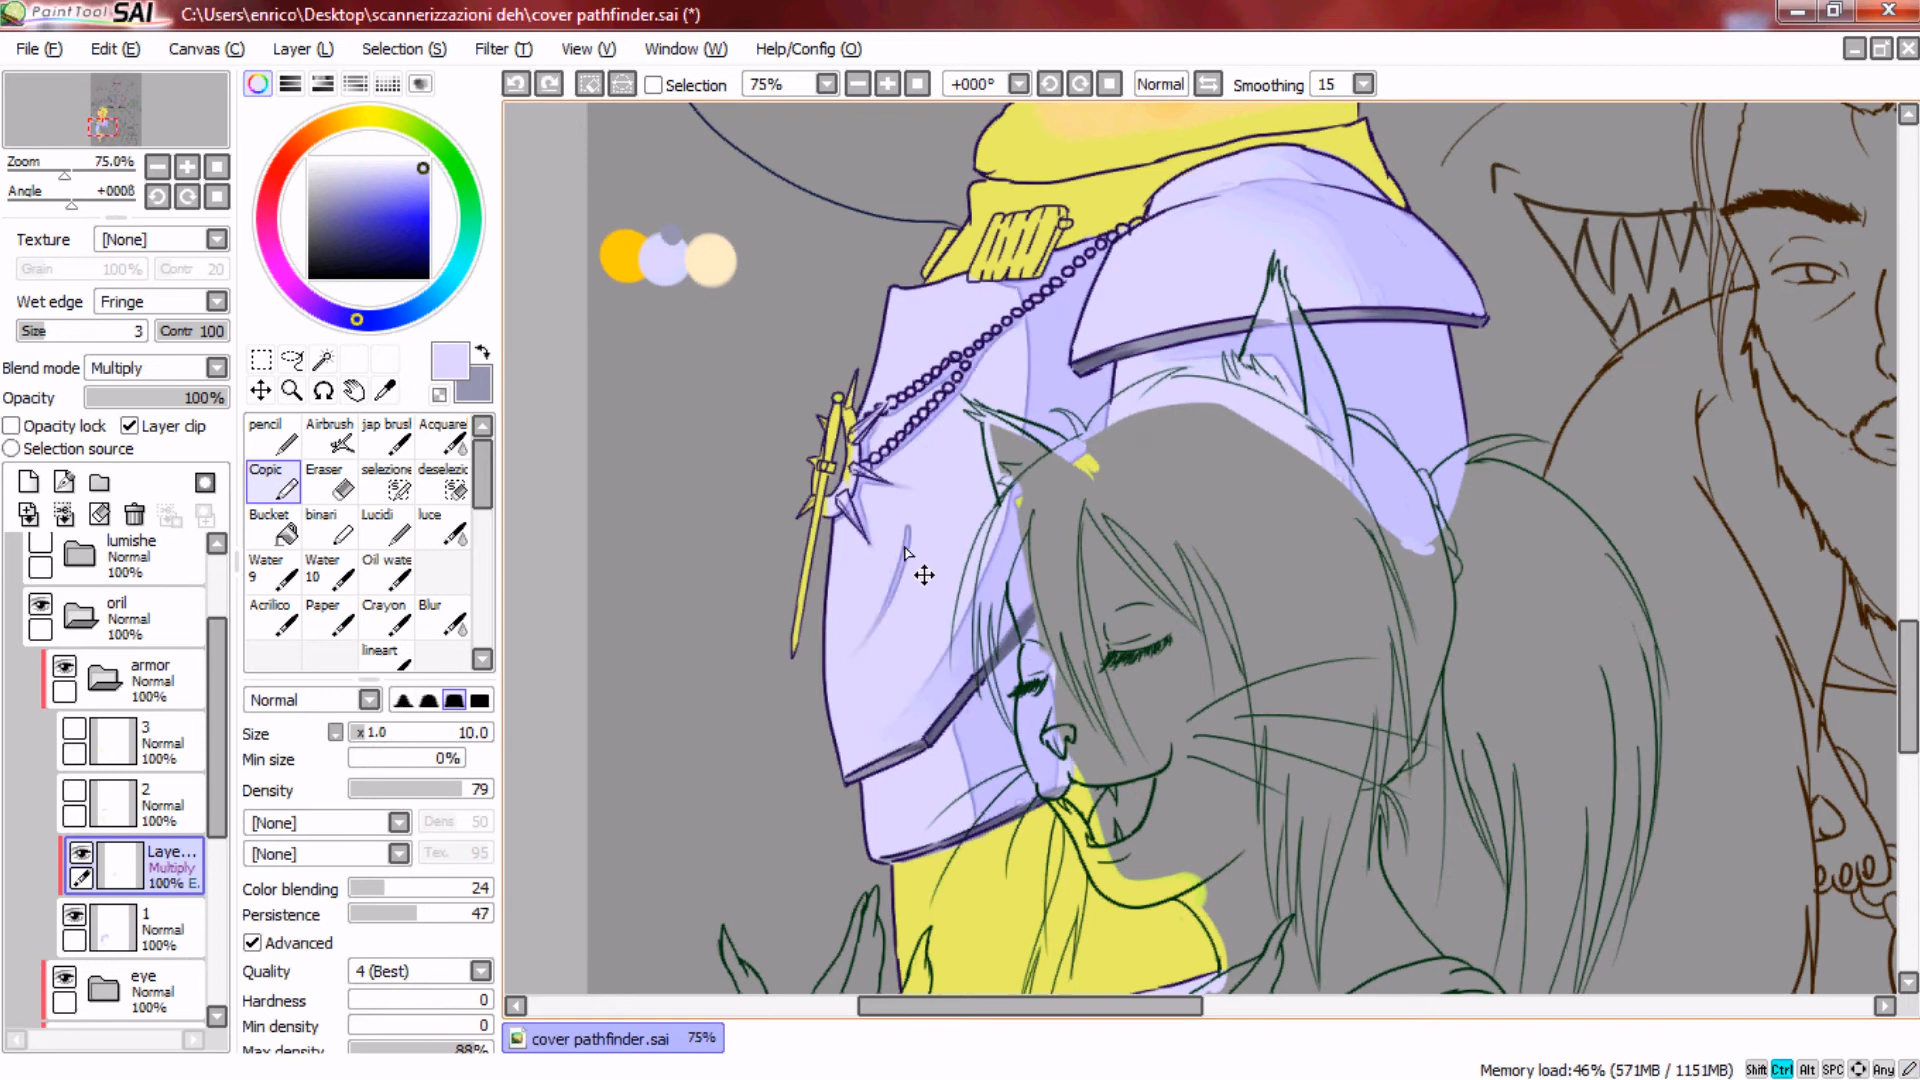 PaintTool SAI C:\Users\enrico\Desktop\scannerizzazioni deh\cover pathfinder.sai (*)
File (F) Edit (E) Canvas (C) Layer (L) Selection (S) Filter (T) View (V) Window (W) Help/Config (O)
Selection 75% +000° Normal Smoothing 15
Zoom 75.0%
Angle +000ß
Texture [None]
Grain 100% Contr 20
Wet edge Fringe
Size 3 Contr 100
Blend mode Multiply
Opacity 100%
Opacity lock Layer clip
Selection source
lumishe
Normal
100%
oril
Normal
100%
armor
Normal
100%
3
Normal
100%
2
Normal
100%
Laye...
Multiply
100% E.
1
Normal
100%
eye
Normal
100%
pencil Airbrush jap brusl Acquare
Copic Eraser selezione deselezic
Bucket binari Lucidi luce
Water 9 Water 10 Oil wate
Acrilico Paper Crayon Blur
lineart
Normal
Size x 1.0 10.0
Min size 0%
Density 79
[None] Dens 50
[None] Tex. 95
Color blending 24
Persistence 47
Advanced
Quality 4 (Best)
Hardness 0
Min density 0
Max density 88%
cover pathfinder.sai 75%
Memory load:46% (571MB / 1151MB) Shift Ctrl Alt SPC Any